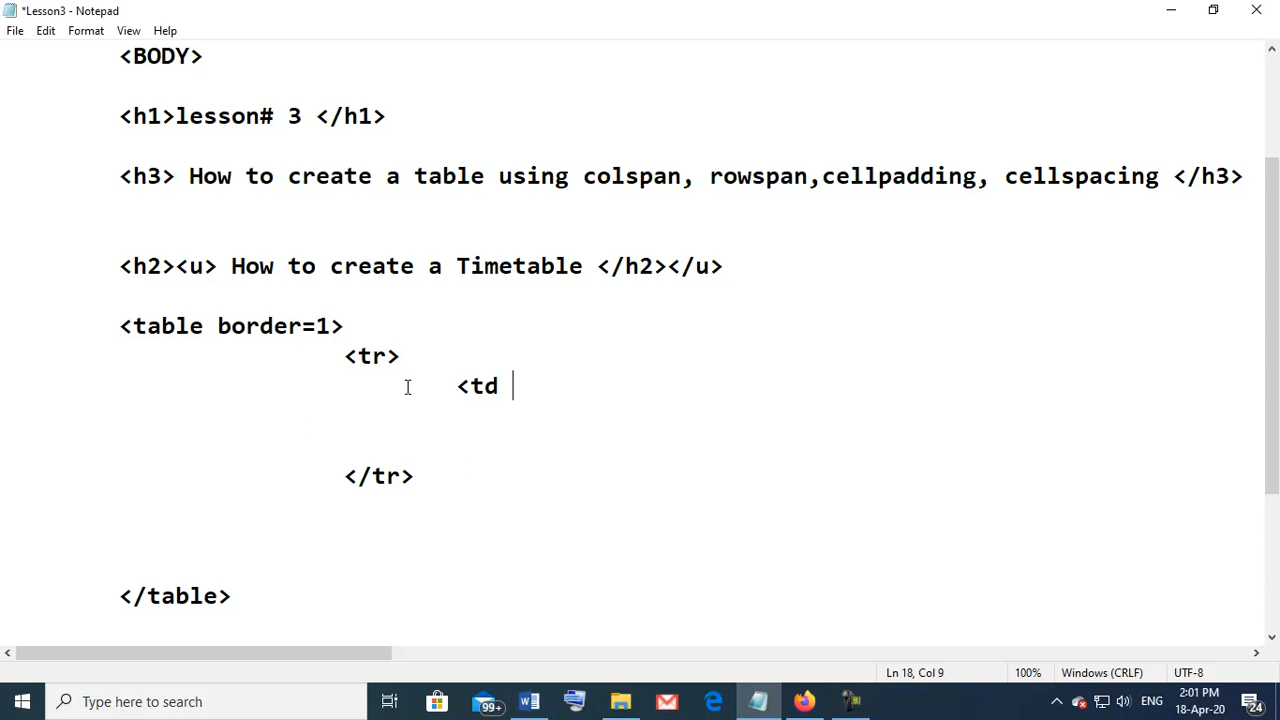 *Lesson3 - Notepad
File Edit Format View Help
<BODY>
<h1>lesson# 3 </h1>
<h3> How to create a table using colspan, rowspan,cellpadding, cellspacing </h3>
<h2><u> How to create a Timetable </h2></u>
<table border=1>
<tr>
<td
</tr>
</table>
Ln 18, Col 9 100% Windows (CRLF) UTF-8
Type here to search 99+ ENG 2:01 PM
18-Apr-20 24